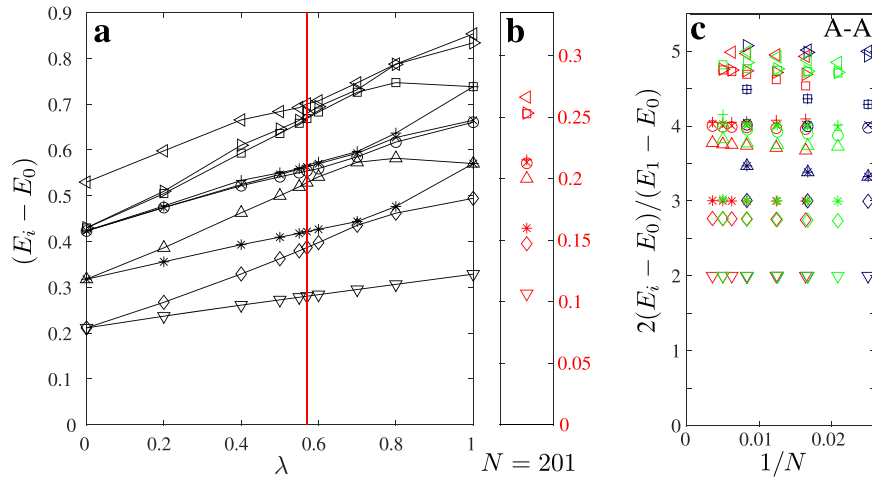 a
(E_i − E_0)
0.9
0.8
0.7
0.6
0.5
0.4
0.3
0.2
0.1
0
0 0.2 0.4 0.6 0.8 1
λ
b
0.3
0.25
0.2
0.15
0.1
0.05
0
N = 201
c
A-A
2(E_i − E_0)/(E_1 − E_0)
5
4
3
2
0
0 0.01 0.02
1/N